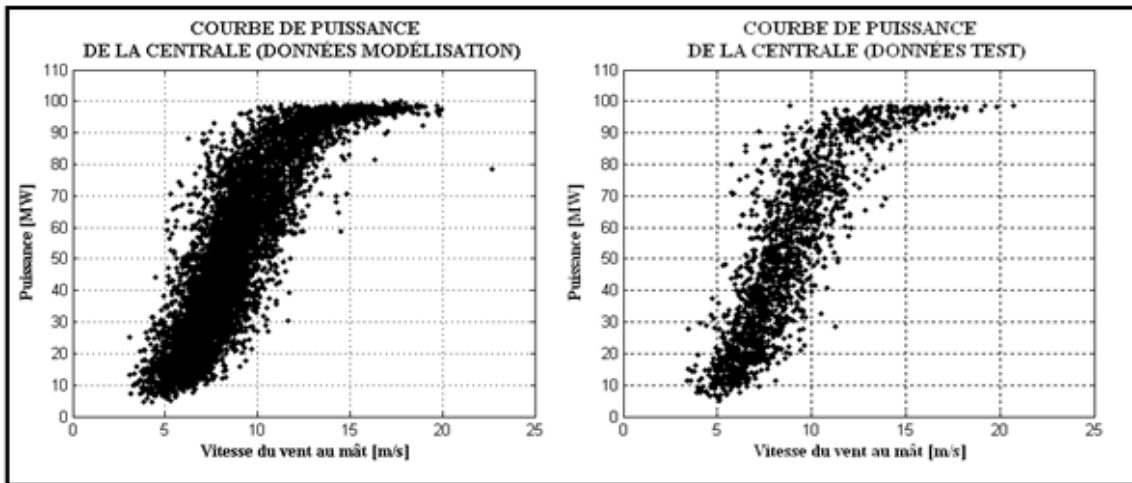 COURBE DE PUISSANCE
DE LA CENTRALE (DONNÉES MODÉLISATION)
110
100
90
80
70
60
50
40
30
20
10
0
Puissance [MW]
0 5 10 15 20 25
Vitesse du vent au mât [m/s]
COURBE DE PUISSANCE
DE LA CENTRALE (DONNÉES TEST)
110
100
90
80
70
60
50
40
30
20
10
0
Puissance [MW]
0 5 10 15 20 25
Vitesse du vent au mât [m/s]